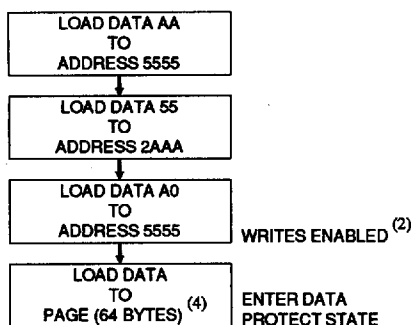 LOAD DATA AA
TO
ADDRESS 5555
LOAD DATA 55
TO
ADDRESS 2AAA
LOAD DATA A0
TO
ADDRESS 5555
WRITES ENABLED (2)
LOAD DATA
TO
PAGE (64 BYTES) (4)
ENTER DATA
PROTECT STATE